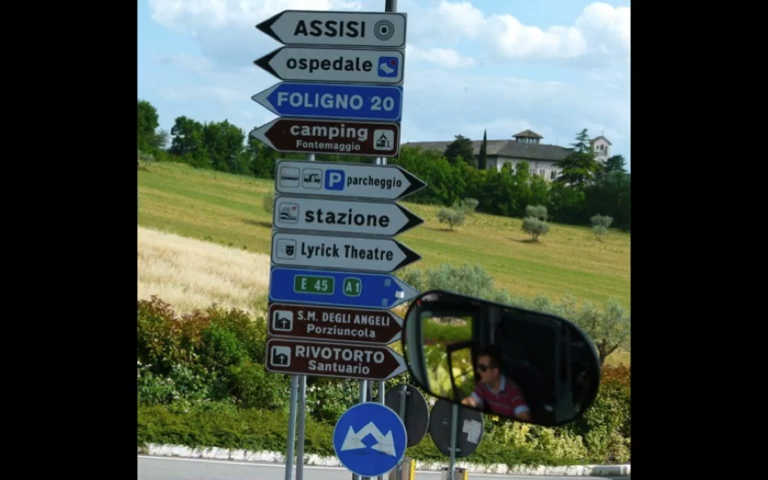 ASSISI
ospedale
FOLIGNO 20
camping
Fontemaggio
P parcheggio
stazione
Lyrick Theatre
E 45 A1
S.M. DEGLI ANGELI
Porziuncola
RIVOTORTO
Santuario